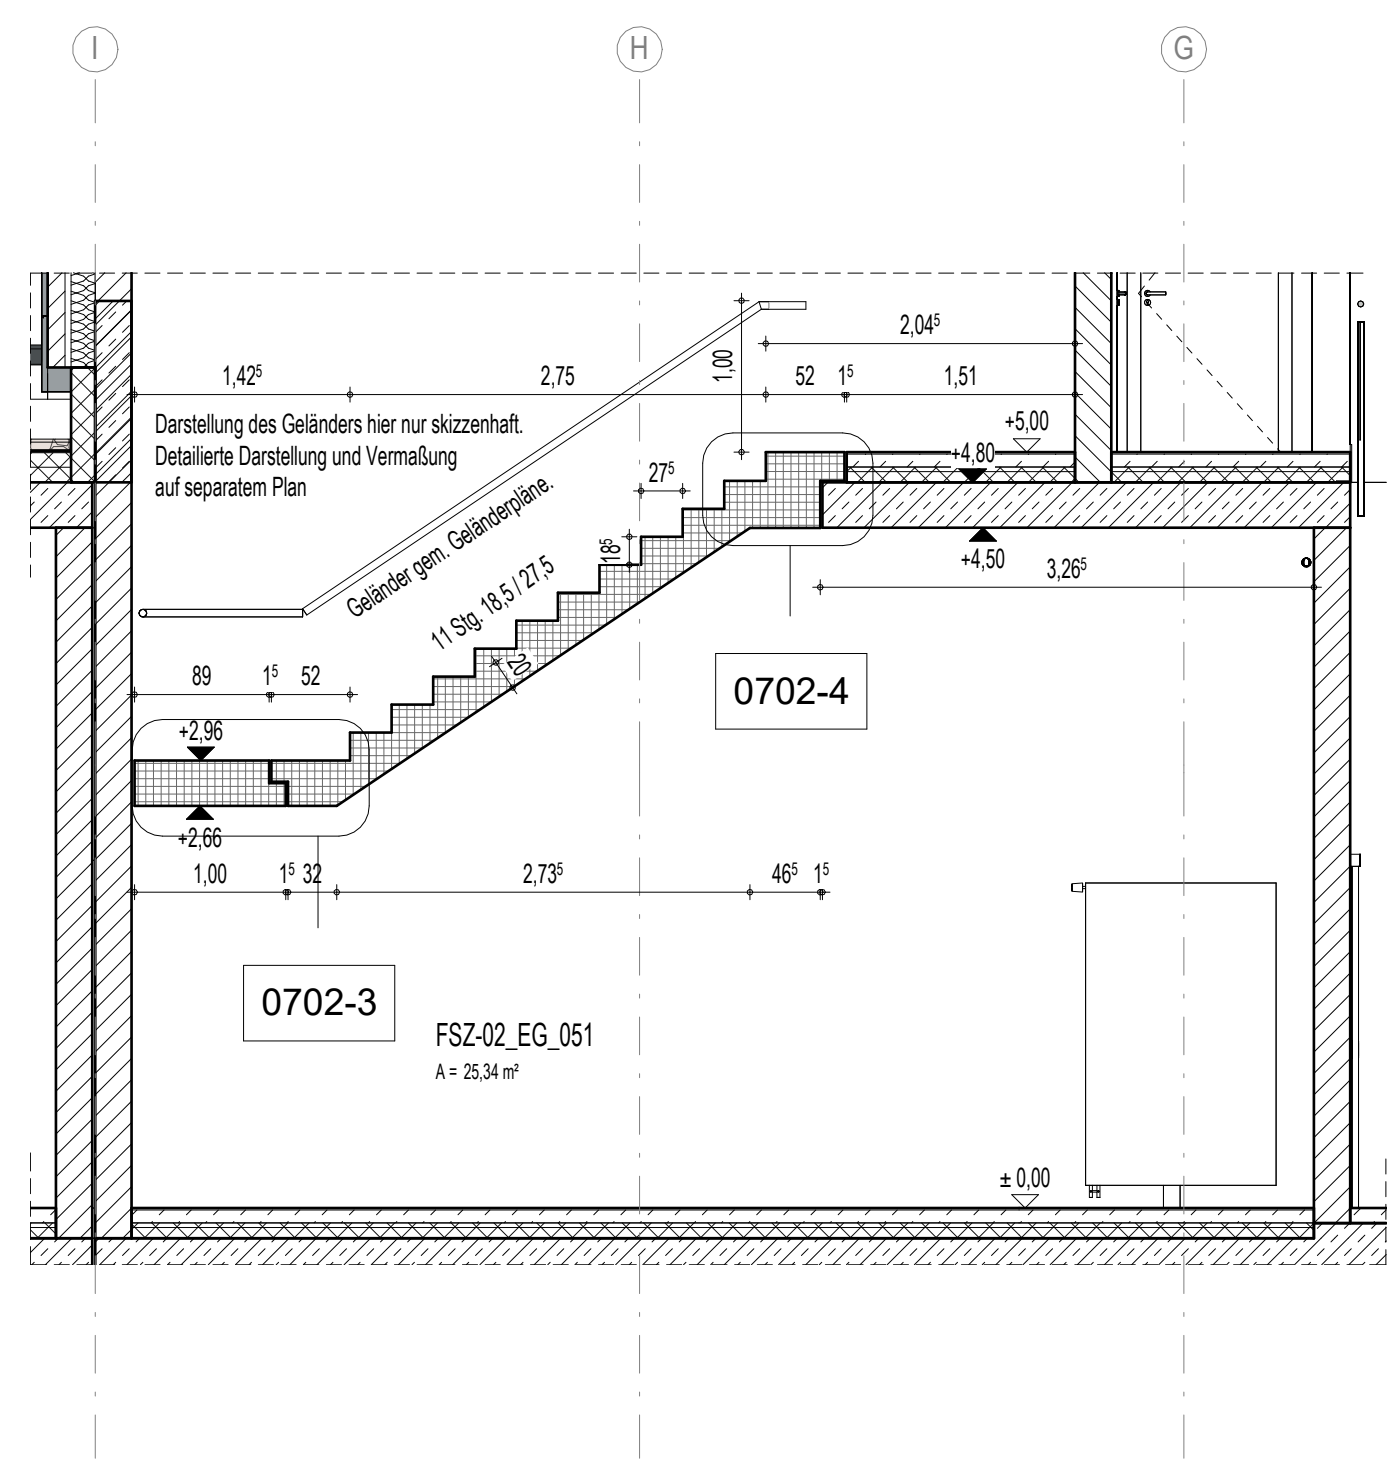 I
H
G
2,04⁵
1,42⁵
2,75
1,00
52
1⁵
1,51
Darstellung des Geländers hier nur skizzenhaft.
Detailierte Darstellung und Vermaßung
auf separatem Plan
+5,00
+4,80
27⁵
Geländer gem. Geländerpläne.
18⁵
+4,50
3,26⁵
11 Stg. 18,5 / 27,5
20
89
1⁵
52
0702-4
+2,96
+2,66
1,00
1⁵
32
2,73⁵
46⁵
1⁵
0702-3
FSZ-02_EG_051
A = 25,34 m²
± 0,00